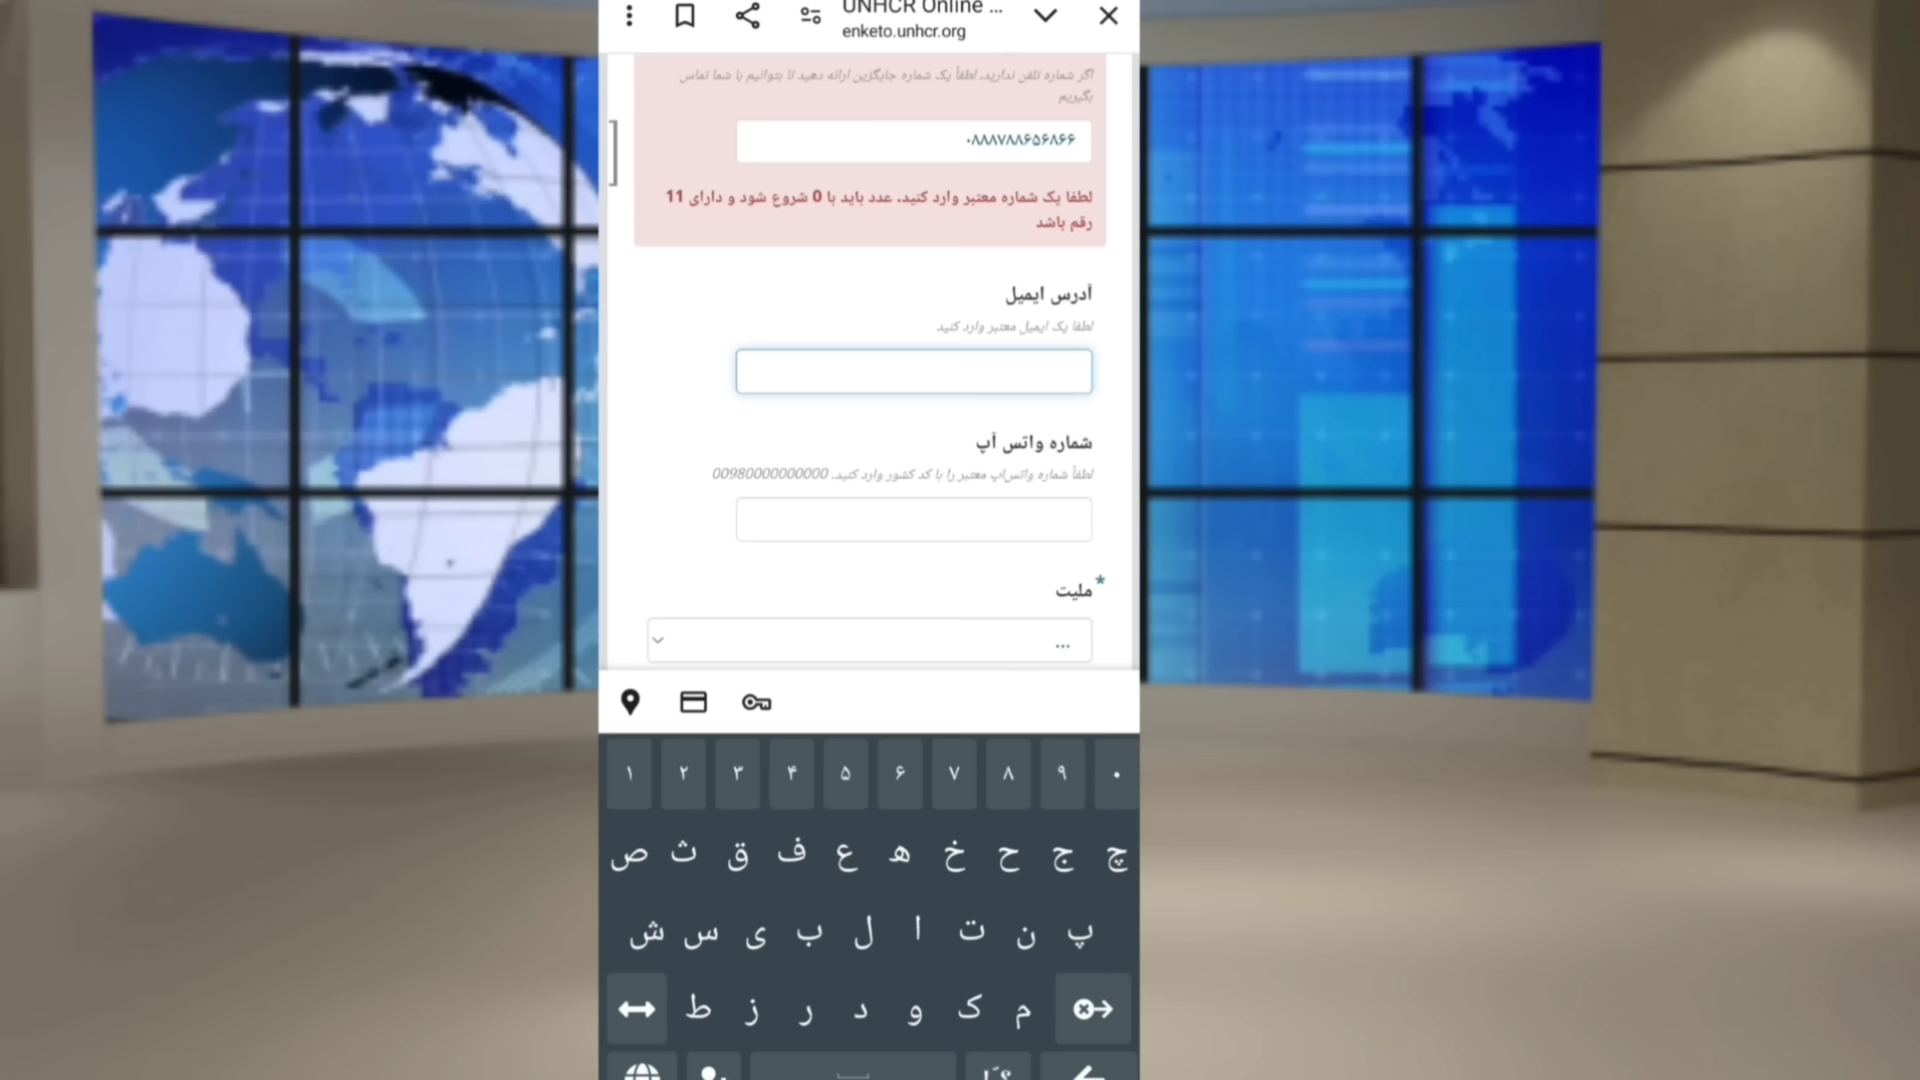 UNHCR Online ...
enketo.unhcr.org
اگر شماره تلفن ندارید، لطفاً یک شماره جایگزین ارائه دهید تا بتوانیم با شما تماس
بگیریم
۰۸۸۸۷۸۸۶۵۶۸۶۶
لطفا یک شماره معتبر وارد کنید. عدد باید با 0 شروع شود و دارای 11
رقم باشد
آدرس ایمیل
لطفا یک ایمیل معتبر وارد کنید
شماره واتس آپ
لطفاً شماره واتس‌اپ معتبر را با کد کشور وارد کنید. 00980000000000
* ملیت
...
۱ ۲ ۳ ۴ ۵ ۶ ۷ ۸ ۹ ۰
ص ث ق ف ع ه خ ح ج چ
ش س ی ب ل ا ت ن پ
ط ز ر د و ک م